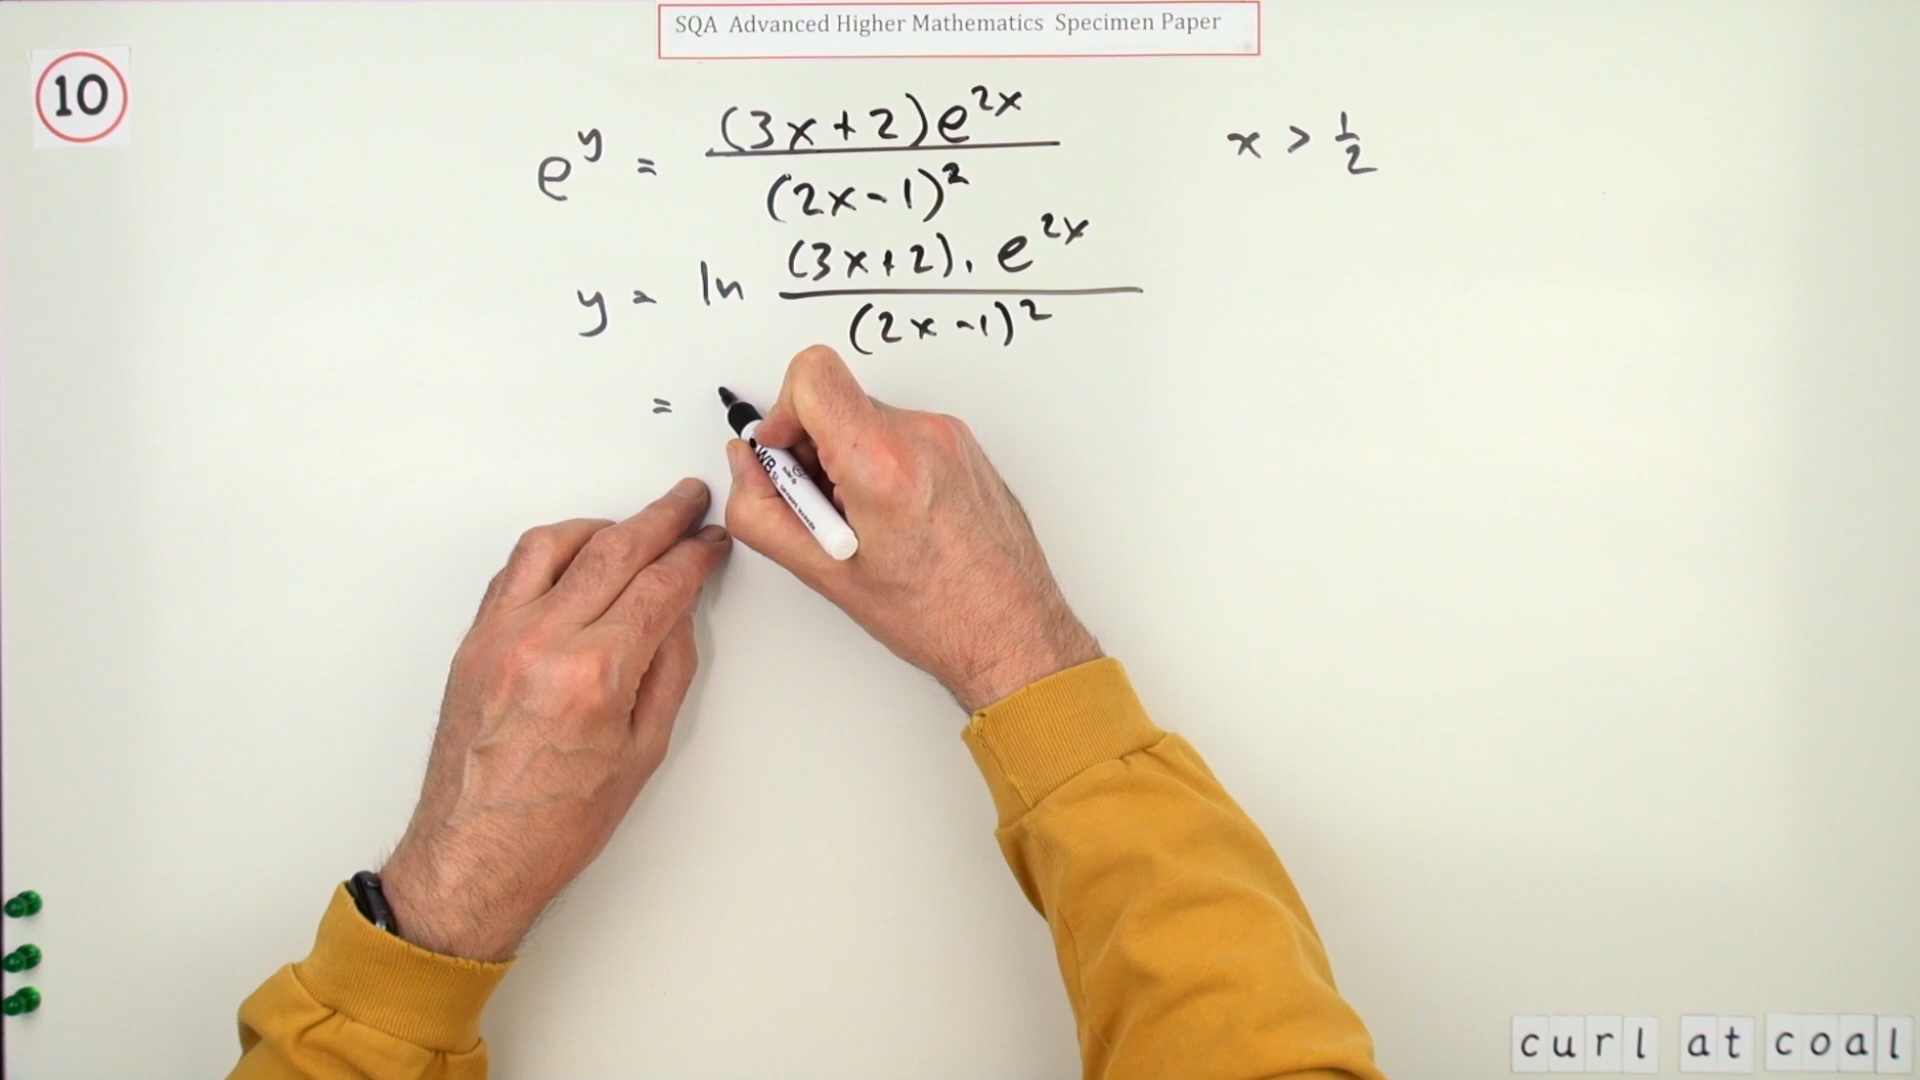 SQA Advanced Higher Mathematics Specimen Paper
10
e^y = (3x+2)e^2x / (2x-1)^2    x > 1/2
y = ln (3x+2). e^2x / (2x-1)^2
=
WB
curl at coal